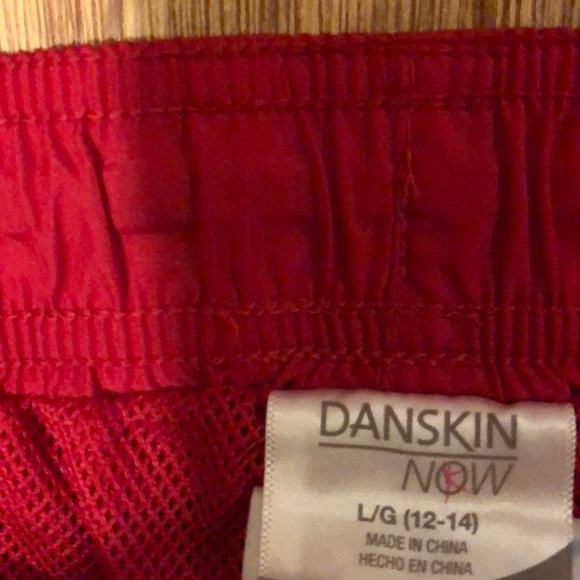 DANSKIN
NOW
L/G (12-14)
MADE IN CHINA
HECHO EN CHINA